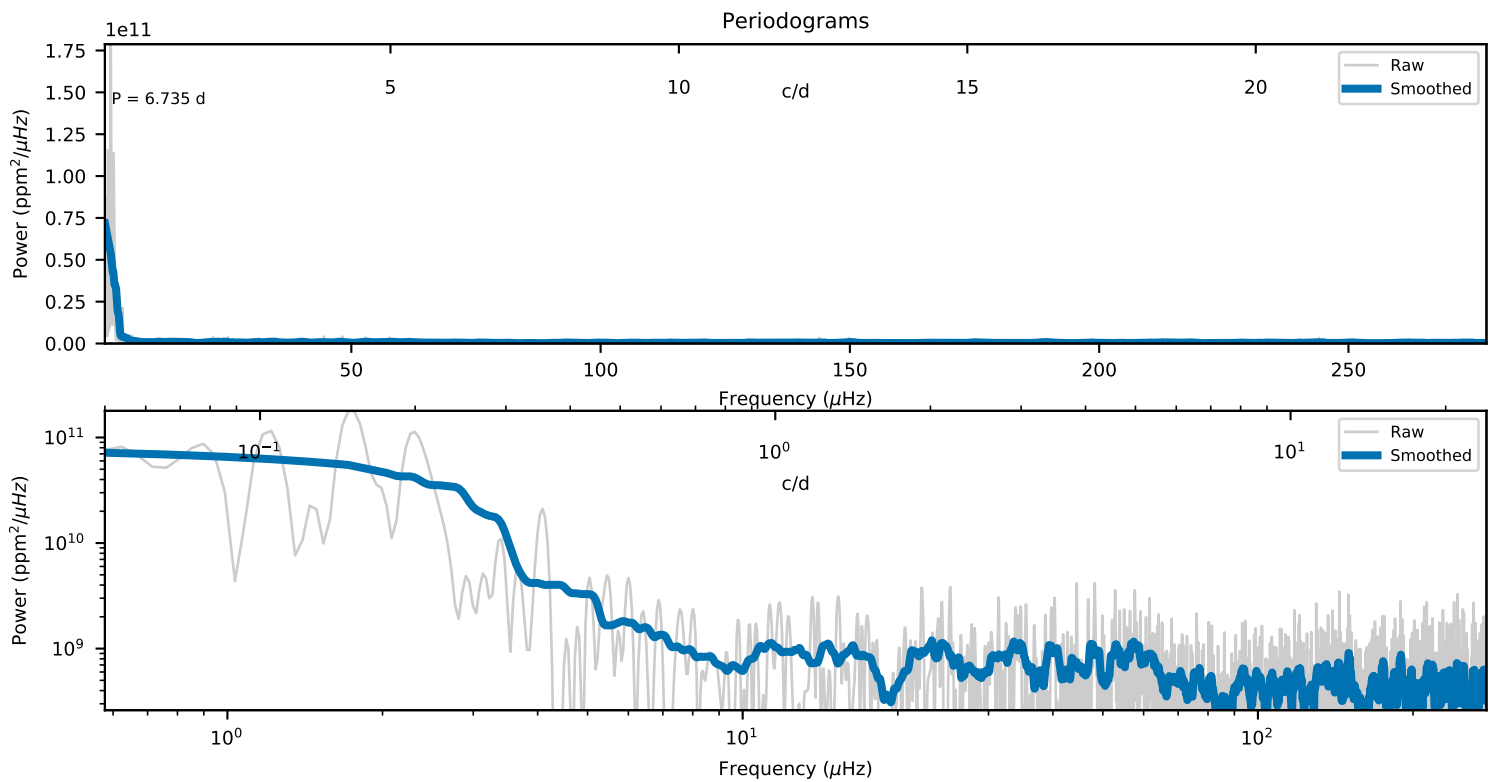 Periodograms
1e11
5 10 15 20
c/d
P = 6.735 d
Raw
Smoothed
Power (ppm²/μHz)
1.75
1.50
1.25
1.00
0.75
0.50
0.25
0.00
50 100 150 200 250
Frequency (μHz)
10⁻¹ 10⁰ 10¹
c/d
Raw
Smoothed
Power (ppm²/μHz)
10¹¹
10¹⁰
10⁹
10⁰ 10¹ 10²
Frequency (μHz)